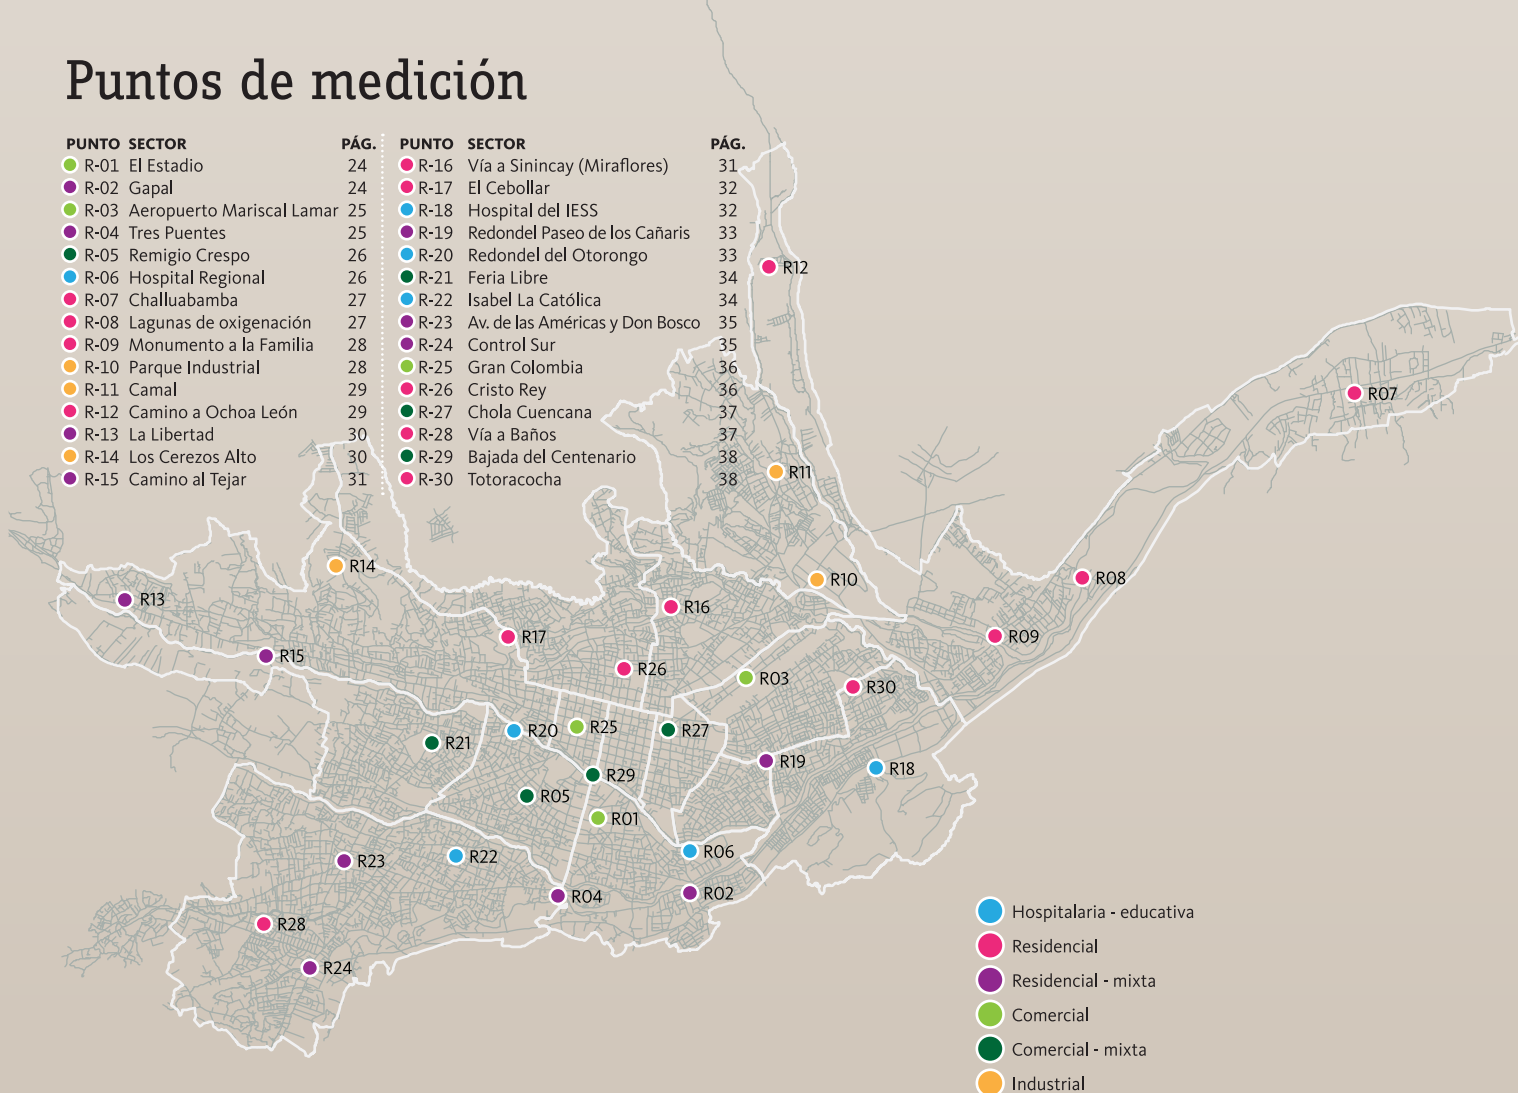 Puntos de medición
PUNTO SECTOR PÁG.
R-01 El Estadio 24
R-02 Gapal 24
R-03 Aeropuerto Mariscal Lamar 25
R-04 Tres Puentes 25
R-05 Remigio Crespo 26
R-06 Hospital Regional 26
R-07 Challuabamba 27
R-08 Lagunas de oxigenación 27
R-09 Monumento a la Familia 28
R-10 Parque Industrial 28
R-11 Camal 29
R-12 Camino a Ochoa León 29
R-13 La Libertad 30
R-14 Los Cerezos Alto 30
R-15 Camino al Tejar 31
PUNTO SECTOR PÁG.
R-16 Vía a Sinincay (Miraflores) 31
R-17 El Cebollar 32
R-18 Hospital del IESS 32
R-19 Redondel Paseo de los Cañaris 33
R-20 Redondel del Otorongo 33
R-21 Feria Libre 34
R-22 Isabel La Católica 34
R-23 Av. de las Américas y Don Bosco 35
R-24 Control Sur 35
R-25 Gran Colombia 36
R-26 Cristo Rey 36
R-27 Chola Cuencana 37
R-28 Vía a Baños 37
R-29 Bajada del Centenario 38
R-30 Totoracocha 38
R12
R07
R11
R14
R10
R08
R13
R16
R17
R09
R15
R26
R03
R30
R20
R25
R27
R21
R19
R18
R29
R05
R01
R06
R23
R22
R04
R02
R28
R24
Hospitalaria - educativa
Residencial
Residencial - mixta
Comercial
Comercial - mixta
Industrial